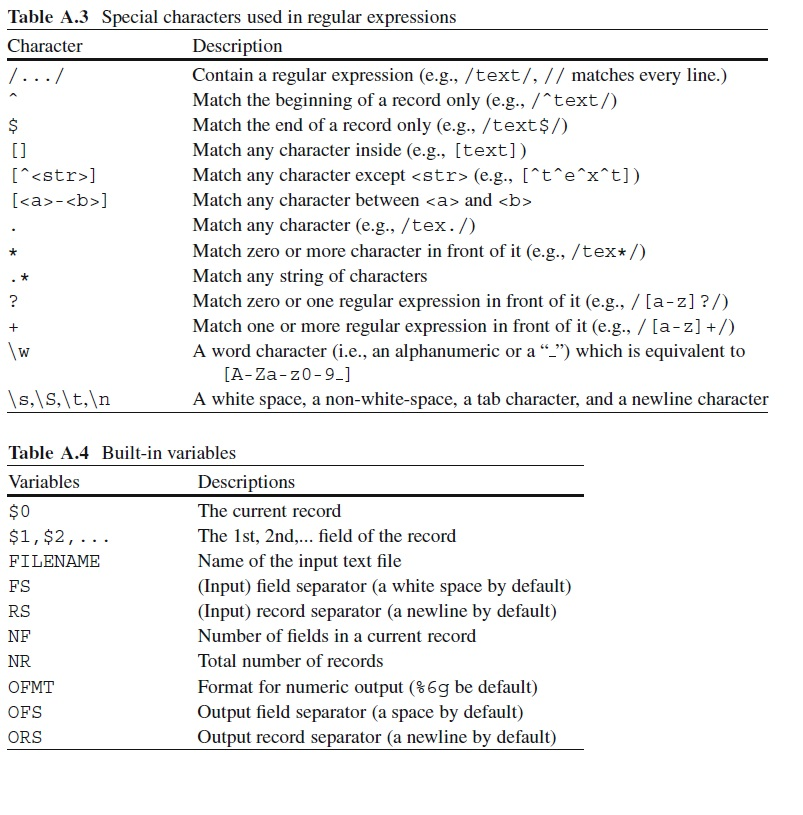 Table A.3 Special characters used in regular expressions
Character Description
/.../ Contain a regular expression (e.g., /text/, // matches every line.)
^ Match the beginning of a record only (e.g., /^text/)
$ Match the end of a record only (e.g., /text$/)
[] Match any character inside (e.g., [text])
[^<str>] Match any character except <str> (e.g., [^t^e^x^t])
[<a>-<b>] Match any character between <a> and <b>
. Match any character (e.g., /tex./)
* Match zero or more character in front of it (e.g., /tex*/)
.* Match any string of characters
? Match zero or one regular expression in front of it (e.g., /[a-z]?/)
+ Match one or more regular expression in front of it (e.g., /[a-z]+/)
\w A word character (i.e., an alphanumeric or a “_”) which is equivalent to
[A-Za-z0-9_]
\s,\S,\t,\n A white space, a non-white-space, a tab character, and a newline character
Table A.4 Built-in variables
Variables Descriptions
$0 The current record
$1,$2,... The 1st, 2nd,... field of the record
FILENAME Name of the input text file
FS (Input) field separator (a white space by default)
RS (Input) record separator (a newline by default)
NF Number of fields in a current record
NR Total number of records
OFMT Format for numeric output (%6g be default)
OFS Output field separator (a space by default)
ORS Output record separator (a newline by default)